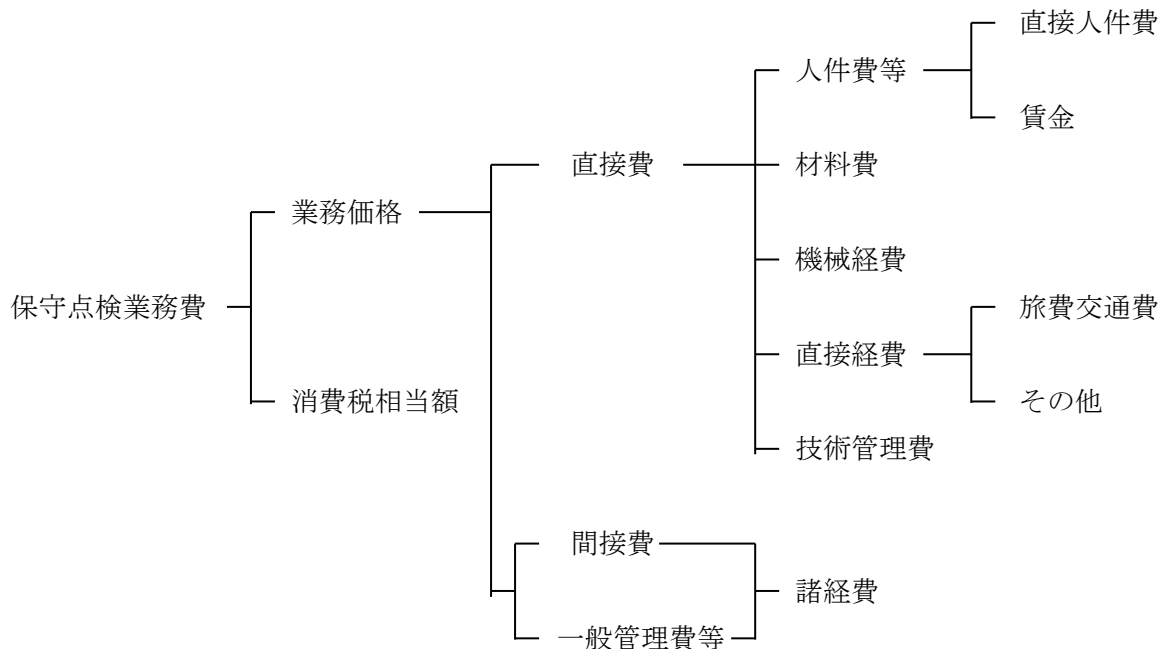 直接人件費
人件費等
賃金
直接費
材料費
業務価格
機械経費
保守点検業務費
旅費交通費
直接経費
消費税相当額
その他
技術管理費
間接費
諸経費
一般管理費等